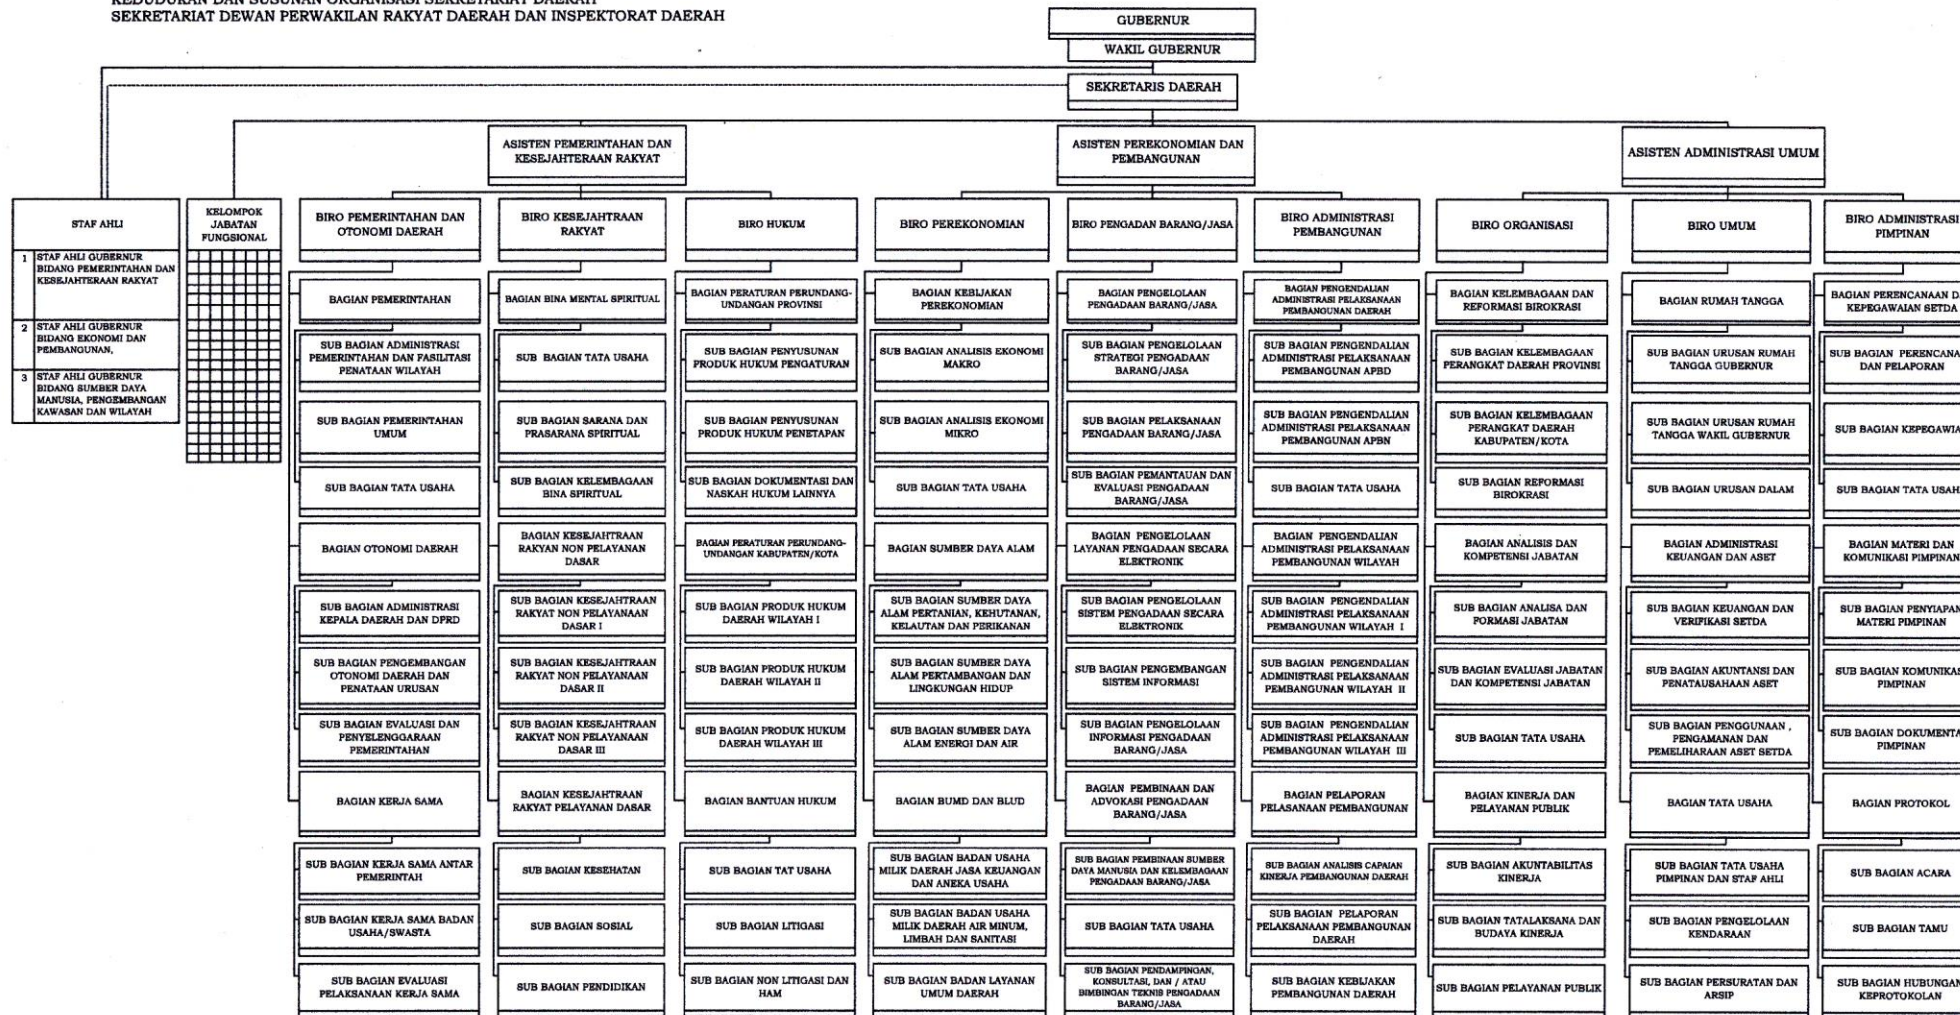 SEKRETARIAT DEWAN PERWAKILAN RAKYAT DAERAH DAN INSPEKTORAT DAERAH
GUBERNUR
WAKIL GUBERNUR
SEKRETARIS DAERAH
ASISTEN PEMERINTAHAN DAN
KESEJAHTERAAN RAKYAT
ASISTEN PEREKONOMIAN DAN
PEMBANGUNAN
ASISTEN ADMINISTRASI UMUM
STAF AHLI
1 STAF AHLI GUBERNUR
BIDANG PEMERINTAHAN DAN
KESEJAHTERAAN RAKYAT
2 STAF AHLI GUBERNUR
BIDANG EKONOMI DAN
PEMBANGUNAN,
3 STAF AHLI GUBERNUR
BIDANG SUMBER DAYA
MANUSIA, PENGEMBANGAN
KAWASAN DAN WILAYAH
KELOMPOK
JABATAN
FUNGSIONAL
BIRO PEMERINTAHAN DAN
OTONOMI DAERAH
BAGIAN PEMERINTAHAN
SUB BAGIAN ADMINISTRASI
PEMERINTAHAN DAN FASILITASI
PENATAAN WILAYAH
SUB BAGIAN PEMERINTAHAN
UMUM
SUB BAGIAN TATA USAHA
BAGIAN OTONOMI DAERAH
SUB BAGIAN ADMINISTRASI
KEPALA DAERAH DAN DPRD
SUB BAGIAN PENGEMBANGAN
OTONOMI DAERAH DAN
PENATAAN URUSAN
SUB BAGIAN EVALUASI DAN
PENYELENGGARAAN
PEMERINTAHAN
BAGIAN KERJA SAMA
SUB BAGIAN KERJA SAMA ANTAR
PEMERINTAH
SUB BAGIAN KERJA SAMA BADAN
USAHA/SWASTA
SUB BAGIAN EVALUASI
PELAKSANAAN KERJA SAMA
BIRO KESEJAHTRAAN
RAKYAT
BAGIAN BINA MENTAL SPIRITUAL
SUB BAGIAN TATA USAHA
SUB BAGIAN SARANA DAN
PRASARANA SPIRITUAL
SUB BAGIAN KELEMBAGAAN
BINA SPIRITUAL
BAGIAN KESEJAHTRAAN
RAKYAN NON PELAYANAN
DASAR
SUB BAGIAN KESEJAHTRAAN
RAKYAT NON PELAYANAAN
DASAR I
SUB BAGIAN KESEJAHTRAAN
RAKYAT NON PELAYANAAN
DASAR II
SUB BAGIAN KESEJAHTRAAN
RAKYAT NON PELAYANAAN
DASAR III
BAGIAN KESEJAHTRAAN
RAKYAT PELAYANAN DASAR
SUB BAGIAN KESEHATAN
SUB BAGIAN SOSIAL
SUB BAGIAN PENDIDIKAN
BIRO HUKUM
BAGIAN PERATURAN PERUNDANG-
UNDANGAN PROVINSI
SUB BAGIAN PENYUSUNAN
PRODUK HUKUM PENGATURAN
SUB BAGIAN PENYUSUNAN
PRODUK HUKUM PENETAPAN
SUB BAGIAN DOKUMENTASI DAN
NASKAH HUKUM LAINNYA
BAGIAN PERATURAN PERUNDANG-
UNDANGAN KABUPATEN/KOTA
SUB BAGIAN PRODUK HUKUM
DAERAH WILAYAH I
SUB BAGIAN PRODUK HUKUM
DAERAH WILAYAH II
SUB BAGIAN PRODUK HUKUM
DAERAH WILAYAH III
BAGIAN BANTUAN HUKUM
SUB BAGIAN TAT USAHA
SUB BAGIAN LITIGASI
SUB BAGIAN NON LITIGASI DAN
HAM
BIRO PEREKONOMIAN
BAGIAN KEBIJAKAN
PEREKONOMIAN
SUB BAGIAN ANALISIS EKONOMI
MAKRO
SUB BAGIAN ANALISIS EKONOMI
MIKRO
SUB BAGIAN TATA USAHA
BAGIAN SUMBER DAYA ALAM
SUB BAGIAN SUMBER DAYA
ALAM PERTANIAN, KEHUTANAN,
KELAUTAN DAN PERIKANAN
SUB BAGIAN SUMBER DAYA
ALAM PERTAMBANGAN DAN
LINGKUNGAN HIDUP
SUB BAGIAN SUMBER DAYA
ALAM ENERGI DAN AIR
BAGIAN BUMD DAN BLUD
SUB BAGIAN BADAN USAHA
MILIK DAERAH JASA KEUANGAN
DAN ANEKA USAHA
SUB BAGIAN BADAN USAHA
MILIK DAERAH AIR MINUM,
LIMBAH DAN SANITASI
SUB BAGIAN BADAN LAYANAN
UMUM DAERAH
BIRO PENGADAN BARANG/JASA
BAGIAN PENGELOLAAN
PENGADAAN BARANG/JASA
SUB BAGIAN PENGELOLAAN
STRATEGI PENGADAAN
BARANG/JASA
SUB BAGIAN PELAKSANAAN
PENGADAAN BARANG/JASA
SUB BAGIAN PEMANTAUAN DAN
EVALUASI PENGADAAN
BARANG/JASA
BAGIAN PENGELOLAAN
LAYANAN PENGADAAN SECARA
ELEKTRONIK
SUB BAGIAN PENGELOLAAN
SISTEM PENGADAAN SECARA
ELEKTRONIK
SUB BAGIAN PENGEMBANGAN
SISTEM INFORMASI
SUB BAGIAN PENGELOLAAN
INFORMASI PENGADAAN
BARANG/JASA
BAGIAN PEMBINAAN DAN
ADVOKASI PENGADAAN
BARANG/JASA
SUB BAGIAN PEMBINAAN SUMBER
DAYA MANUSIA DAN KELEMBAGAAN
PENGADAAN BARANG/JASA
SUB BAGIAN TATA USAHA
SUB BAGIAN PENDAMPINGAN,
KONSULTASI, DAN / ATAU
BIMBINGAN TEKNIS PENGADAAN
BARANG/JASA
BIRO ADMINISTRASI
PEMBANGUNAN
BAGIAN PENGENDALIAN
ADMINISTRASI PELAKSANAAN
PEMBANGUNAN DAERAH
SUB BAGIAN PENGENDALIAN
ADMINISTRASI PELAKSANAAN
PEMBANGUNAN APBD
SUB BAGIAN PENGENDALIAN
ADMINISTRASI PELAKSANAAN
PEMBANGUNAN APBN
SUB BAGIAN TATA USAHA
BAGIAN PENGENDALIAN
ADMINISTRASI PELAKSANAAN
PEMBANGUNAN WILAYAH
SUB BAGIAN PENGENDALIAN
ADMINISTRASI PELAKSANAAN
PEMBANGUNAN WILAYAH I
SUB BAGIAN PENGENDALIAN
ADMINISTRASI PELAKSANAAN
PEMBANGUNAN WILAYAH II
SUB BAGIAN PENGENDALIAN
ADMINISTRASI PELAKSANAAN
PEMBANGUNAN WILAYAH III
BAGIAN PELAPORAN
PELASANAAN PEMBANGUNAN
SUB BAGIAN ANALISIS CAPAIAN
KINERJA PEMBANGUNAN DAERAH
SUB BAGIAN PELAPORAN
PELAKSANAAN PEMBANGUNAN
DAERAH
SUB BAGIAN KEBIJAKAN
PEMBANGUNAN DAERAH
BIRO ORGANISASI
BAGIAN KELEMBAGAAN DAN
REFORMASI BIROKRASI
SUB BAGIAN KELEMBAGAAN
PERANGKAT DAERAH PROVINSI
SUB BAGIAN KELEMBAGAAN
PERANGKAT DAERAH
KABUPATEN/KOTA
SUB BAGIAN REFORMASI
BIROKRASI
BAGIAN ANALISIS DAN
KOMPETENSI JABATAN
SUB BAGIAN ANALISA DAN
FORMASI JABATAN
SUB BAGIAN EVALUASI JABATAN
DAN KOMPETENSI JABATAN
SUB BAGIAN TATA USAHA
BAGIAN KINERJA DAN
PELAYANAN PUBLIK
SUB BAGIAN AKUNTABILITAS
KINERJA
SUB BAGIAN TATALAKSANA DAN
BUDAYA KINERJA
SUB BAGIAN PELAYANAN PUBLIK
BIRO UMUM
BAGIAN RUMAH TANGGA
SUB BAGIAN URUSAN RUMAH
TANGGA GUBERNUR
SUB BAGIAN URUSAN RUMAH
TANGGA WAKIL GUBERNUR
SUB BAGIAN URUSAN DALAM
BAGIAN ADMINISTRASI
KEUANGAN DAN ASET
SUB BAGIAN KEUANGAN DAN
VERIFIKASI SETDA
SUB BAGIAN AKUNTANSI DAN
PENATAUSAHAAN ASET
SUB BAGIAN PENGGUNAAN ,
PENGAMANAN DAN
PEMELIHARAAN ASET SETDA
BAGIAN TATA USAHA
SUB BAGIAN TATA USAHA
PIMPINAN DAN STAF AHLI
SUB BAGIAN PENGELOLAAN
KENDARAAN
SUB BAGIAN PERSURATAN DAN
ARSIP
BIRO ADMINISTRASI
PIMPINAN
BAGIAN PERENCANAAN
KEPEGAWAIAN SETDA
SUB BAGIAN
DAN PELAPORAN
SUB BAGIAN
SUB BAGIAN TATA
BAGIAN MATERI DAN
KOMUNIKASI PIMPINAN
SUB BAGIAN PENYIAPAN
MATERI PIMPINAN
SUB BAGIAN
PIMPINAN
SUB BAGIAN
PIMPINAN
BAGIAN PROTOKOL
SUB BAGIAN ACARA
SUB BAGIAN TAMU
SUB BAGIAN HUBUNGAN
KEPROTOKOLAN